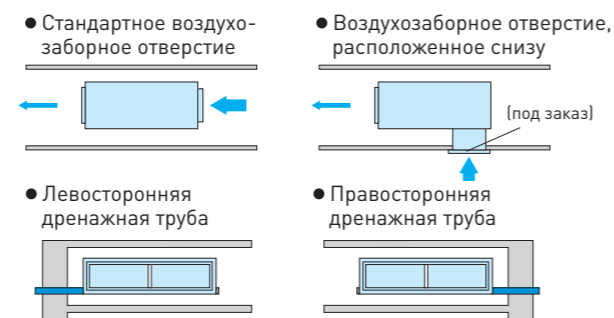 ● Стандартное воздухо-
заборное отверстие
● Воздухозаборное отверстие,
расположенное снизу
(под заказ)
● Левосторонняя
дренажная труба
● Правосторонняя
дренажная труба